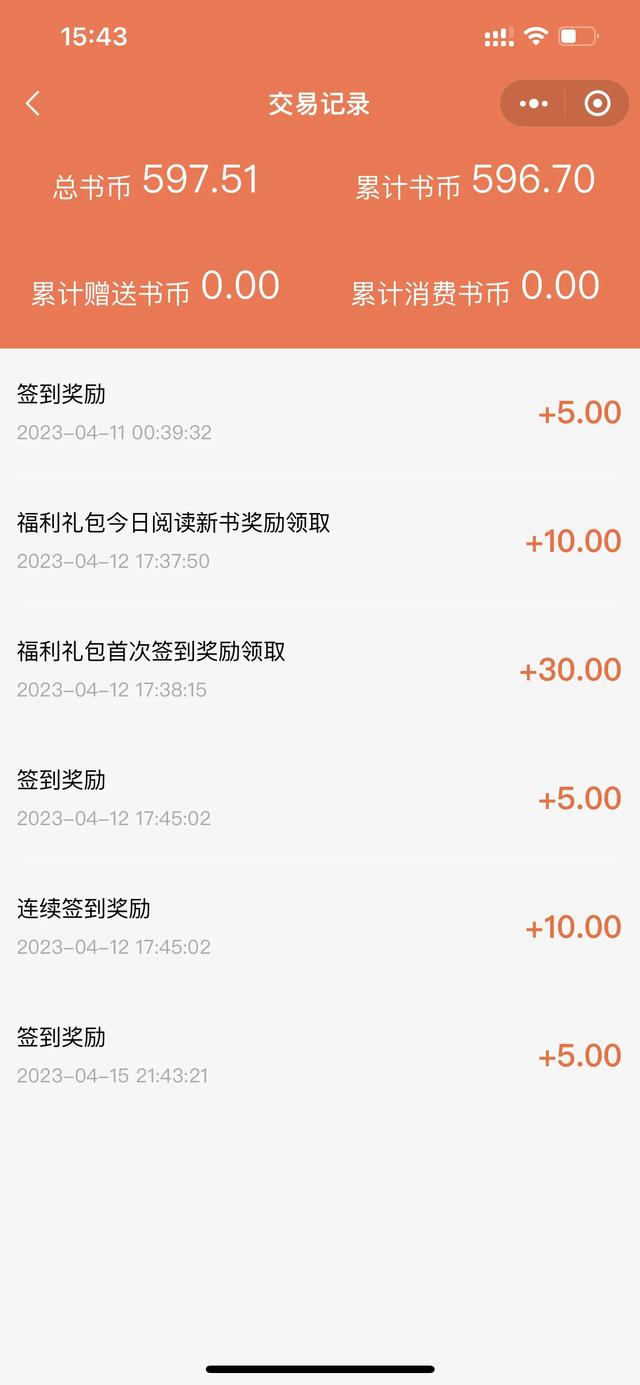 15:43
交易记录
总书币 597.51 累计书币 596.70
累计赠送书币 0.00 累计消费书币 0.00
签到奖励
+5.00
2023-04-11 00:39:32
福利礼包今日阅读新书奖励领取
+10.00
2023-04-12 17:37:50
福利礼包首次签到奖励领取
+30.00
2023-04-12 17:38:15
签到奖励
+5.00
2023-04-12 17:45:02
连续签到奖励
+10.00
2023-04-12 17:45:02
签到奖励
+5.00
2023-04-15 21:43:21